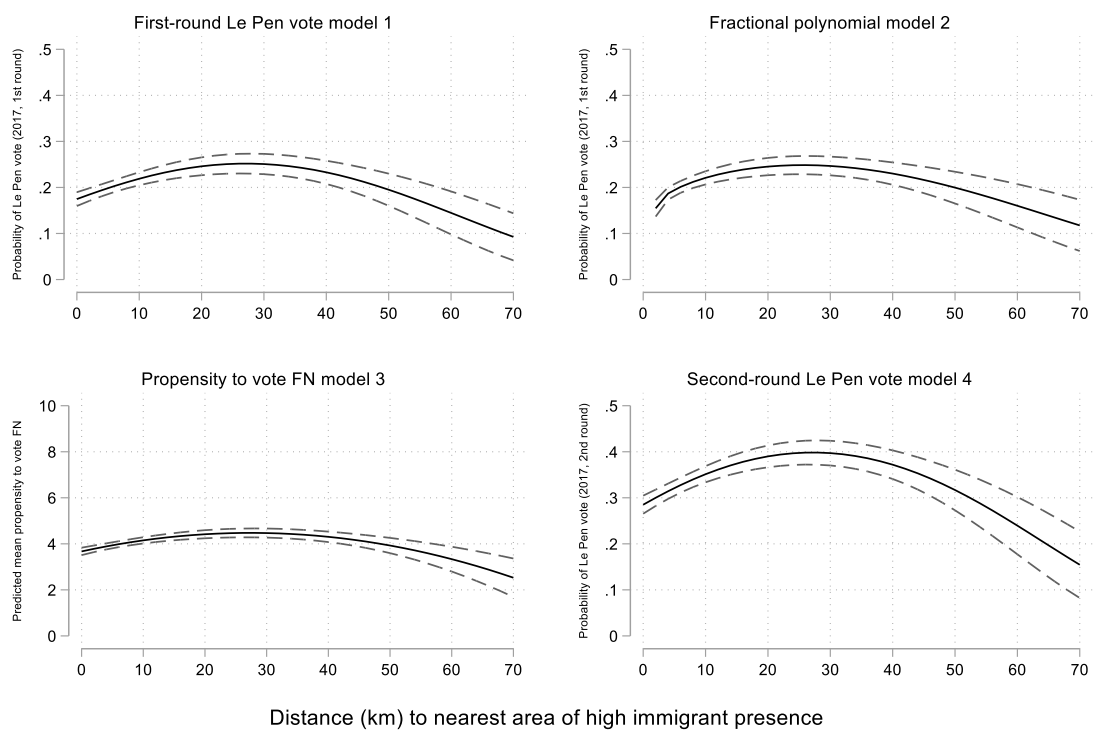 First-round Le Pen vote model 1
Probability of Le Pen vote (2017, 1st round)
.5
.4
.3
.2
.1
0
0 10 20 30 40 50 60 70
Fractional polynomial model 2
Probability of Le Pen vote (2017, 1st round)
.5
.4
.3
.2
.1
0
0 10 20 30 40 50 60 70
Propensity to vote FN model 3
Predicted mean propensity to vote FN
10
8
6
4
2
0
0 10 20 30 40 50 60 70
Second-round Le Pen vote model 4
Probability of Le Pen vote (2017, 2nd round)
.5
.4
.3
.2
.1
0
0 10 20 30 40 50 60 70
Distance (km) to nearest area of high immigrant presence